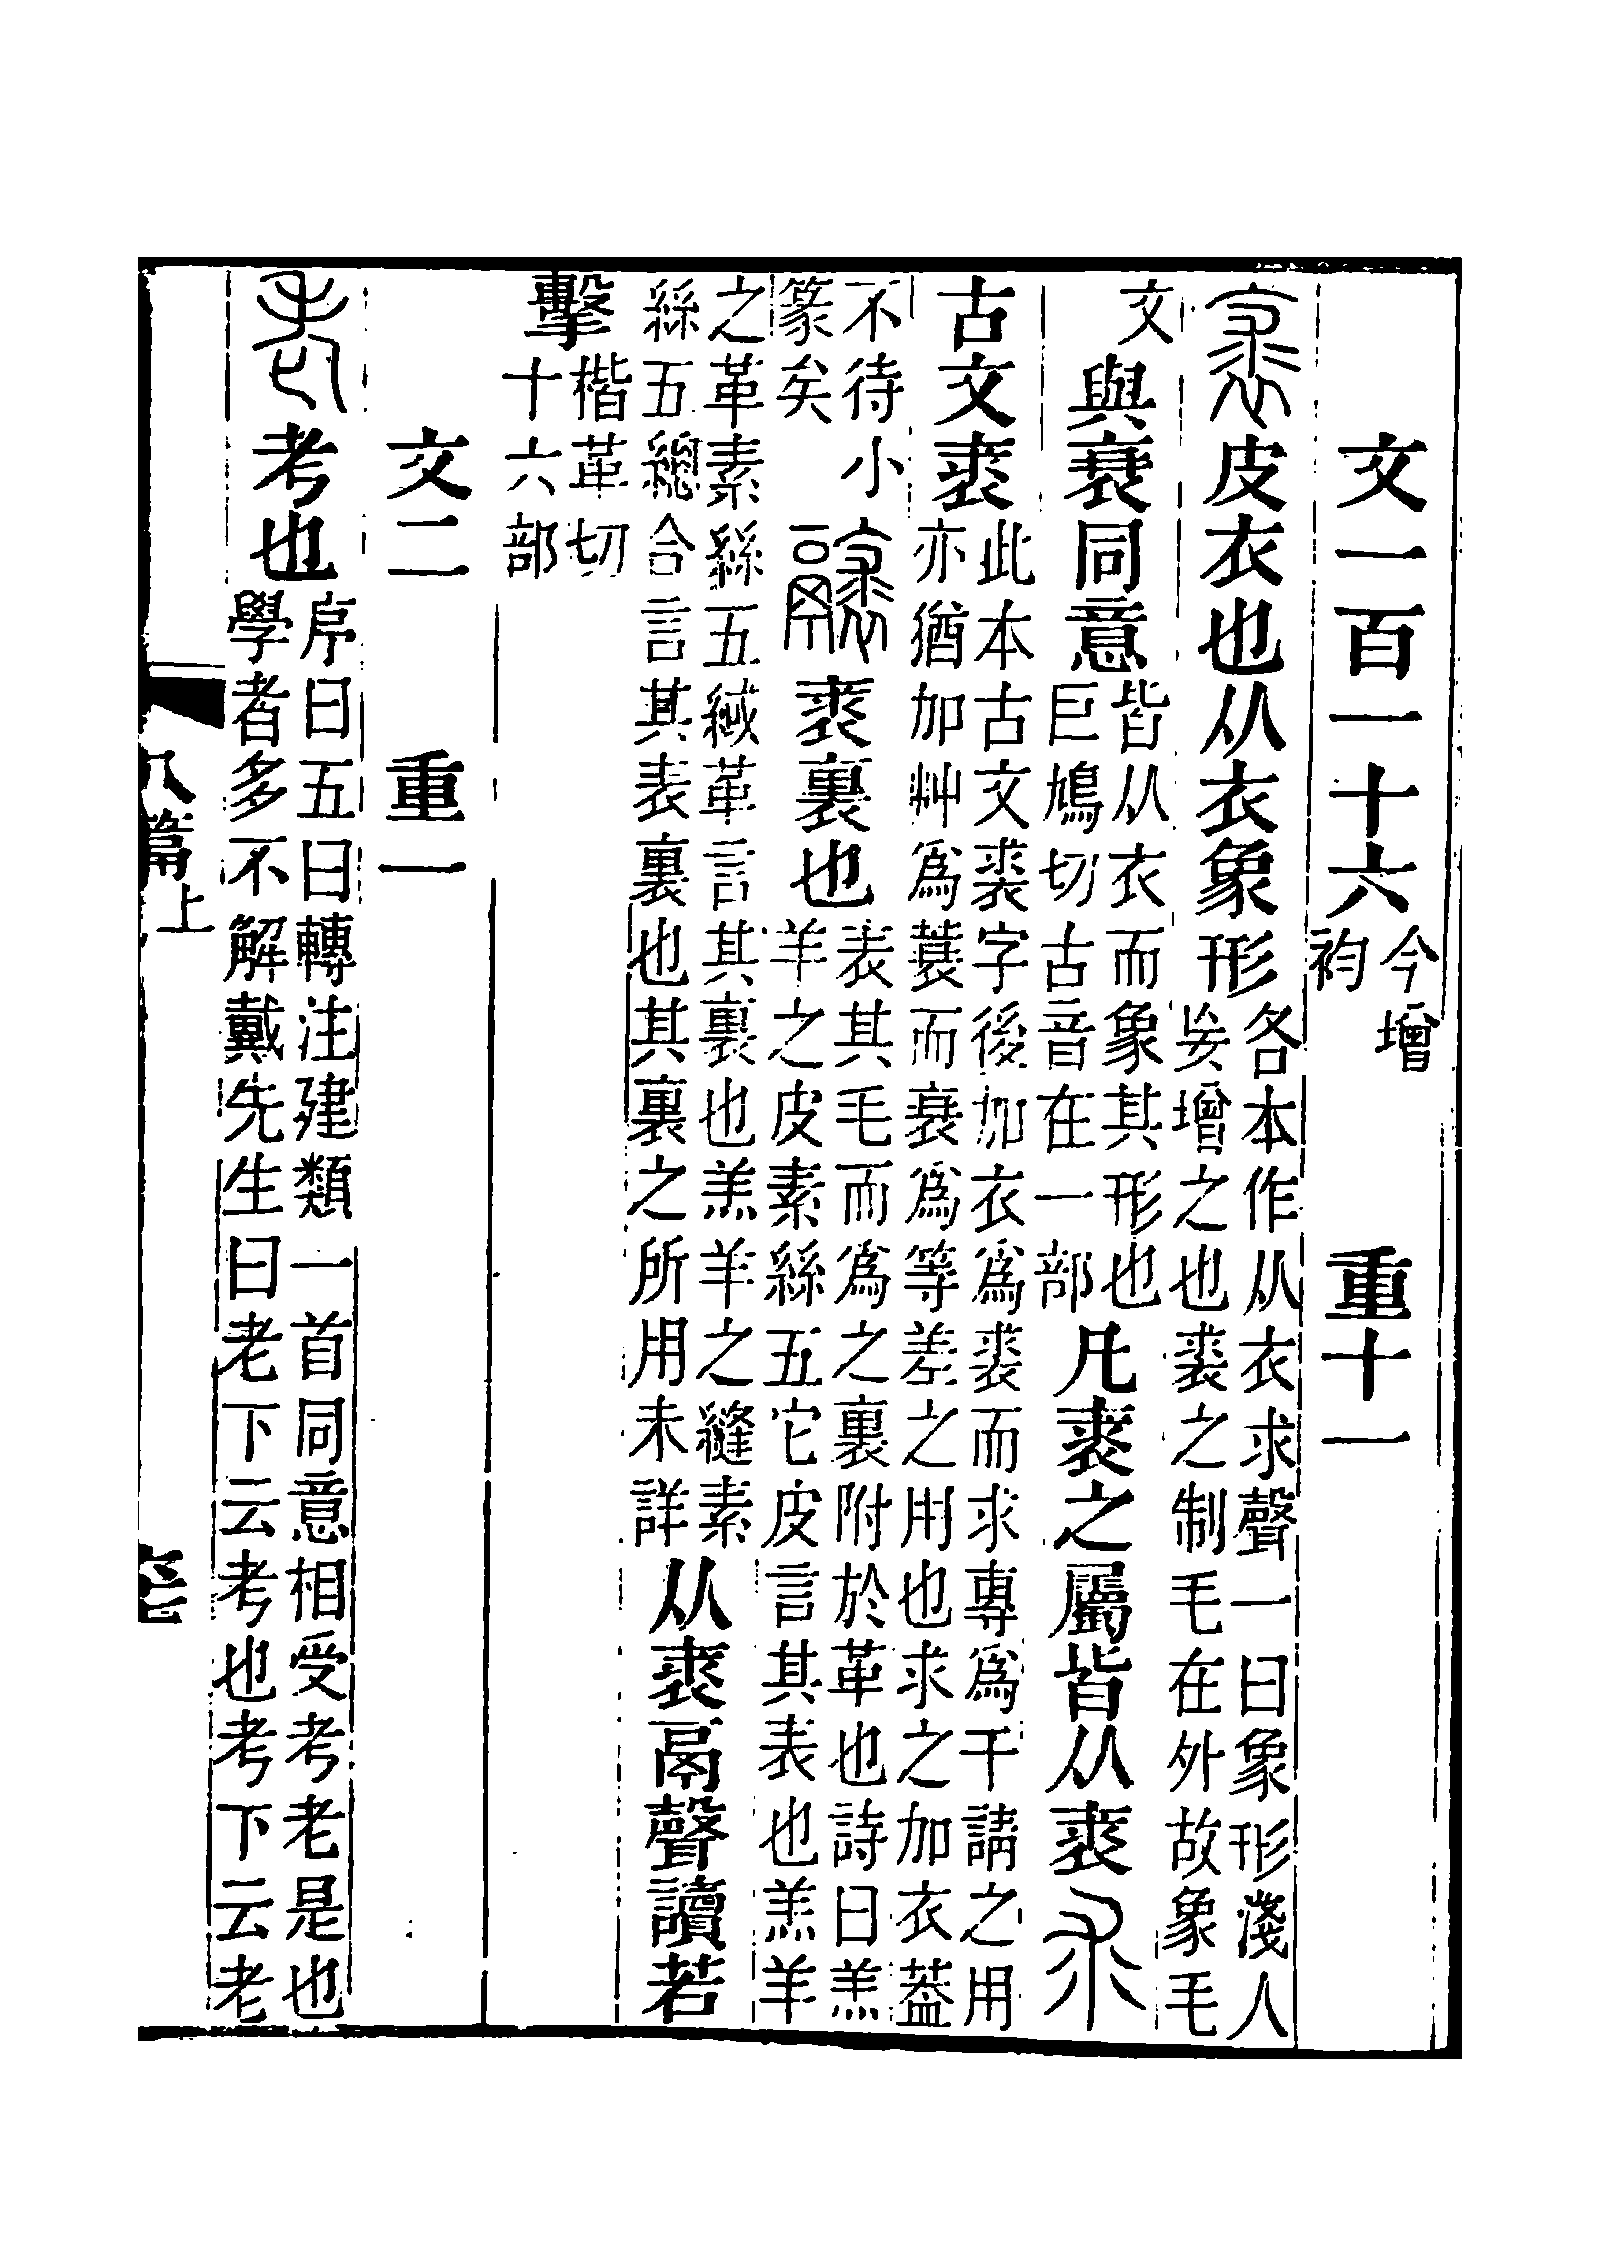 文一百一十六今增袀　重十一
裘皮衣也从衣象形各本作从衣求聲一曰象形淺人妄增之也裘之制毛在外故象毛
文與衰同意皆从衣而象其形也巨鳩切古音在一部凡裘之屬皆从裘求
古文裘此本古文裘字後加衣爲裘而求專爲干請之用亦猶加艸爲蓑而衰爲等差之用也求之加衣葢
不待小篆矣䙐裘裏也表其毛而爲之裏附於革也詩曰羔羊之皮素絲五它皮言其表也羔羊
之革素絲五緎革言其裏也羔羊之縫素絲五總合言其表裏也其裏之所用未詳从裘鬲聲讀若
擊楷革切十六部
文二　重一
老考也序曰五曰轉注建類一首同意相受考老是也學者多不解戴先生曰老下云考也考下云老
八篇上